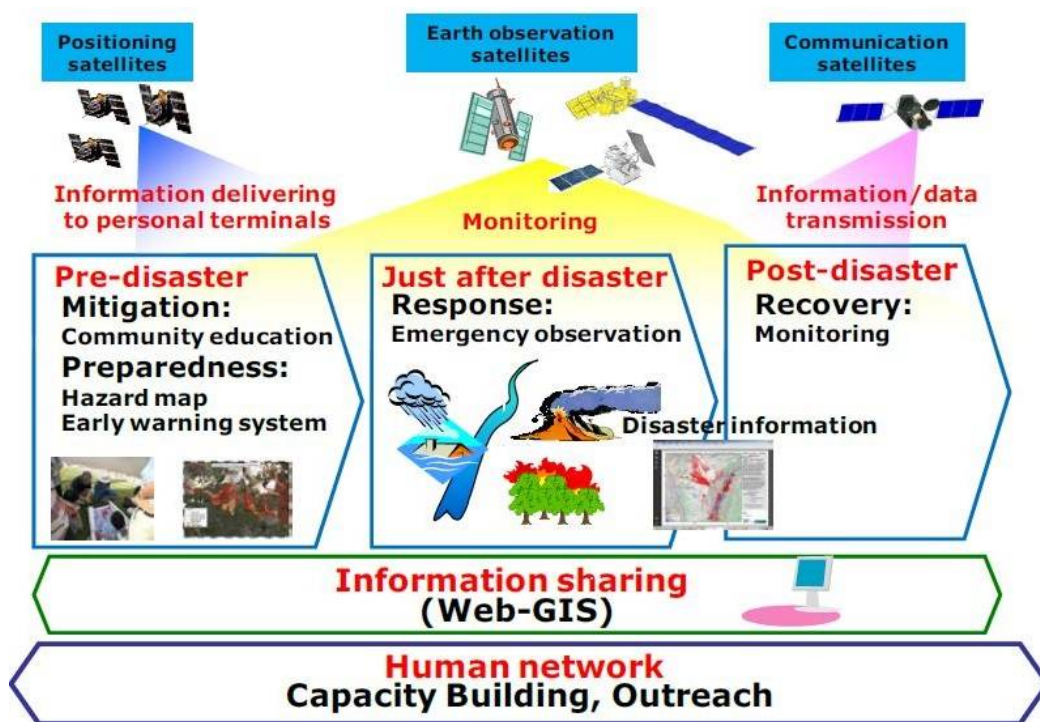 Positioning
satellites
Earth observation
satellites
Communication
satellites
Information delivering
to personal terminals
Monitoring
Information/data
transmission
Pre-disaster
Mitigation:
Community education
Preparedness:
Hazard map
Early warning system
Just after disaster
Response:
Emergency observation
Disaster information
Post-disaster
Recovery:
Monitoring
Information sharing
(Web-GIS)
Human network
Capacity Building, Outreach